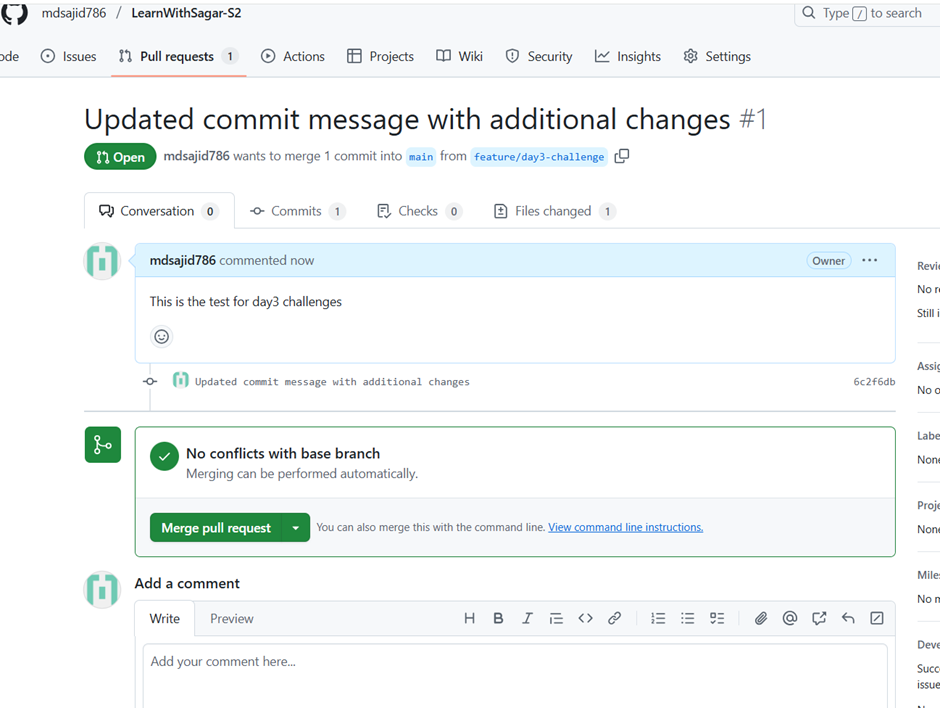 mdsajid786 / LearnWithSagar-S2 Type / to search
ode Issues Pull requests 1 Actions Projects Wiki Security Insights Settings
Updated commit message with additional changes #1
Open mdsajid786 wants to merge 1 commit into main from feature/day3-challenge
Conversation 0 Commits 1 Checks 0 Files changed 1
mdsajid786 commented now Owner
Revie
This is the test for day3 challenges
No re
Still i
Assig
Updated commit message with additional changes 6c2f6db
No o
Labe
No conflicts with base branch
None
Merging can be performed automatically.
Proje
Merge pull request You can also merge this with the command line. View command line instructions.
None
Miles
Add a comment
No m
Write Preview H B I
Deve
Add your comment here...
Succe
issue